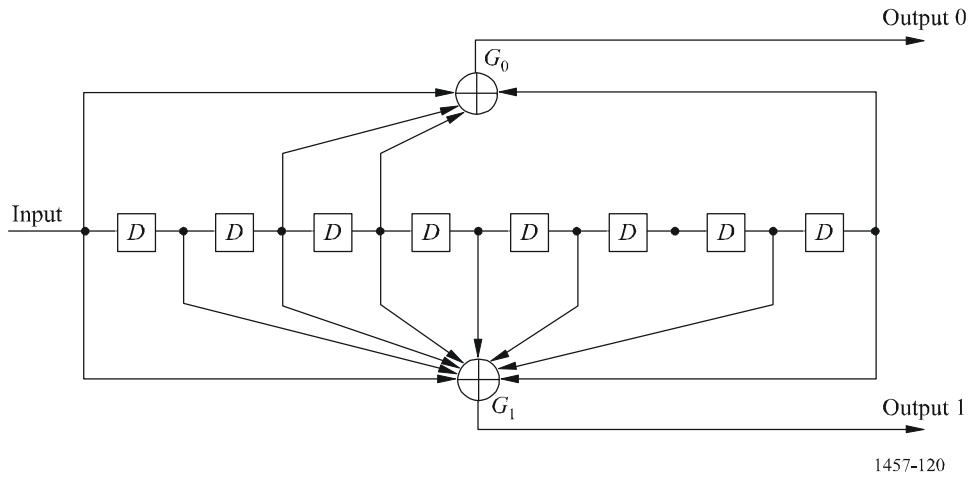 Output 0
G0
Input
D D D D D D D D
G1
Output 1
1457-120